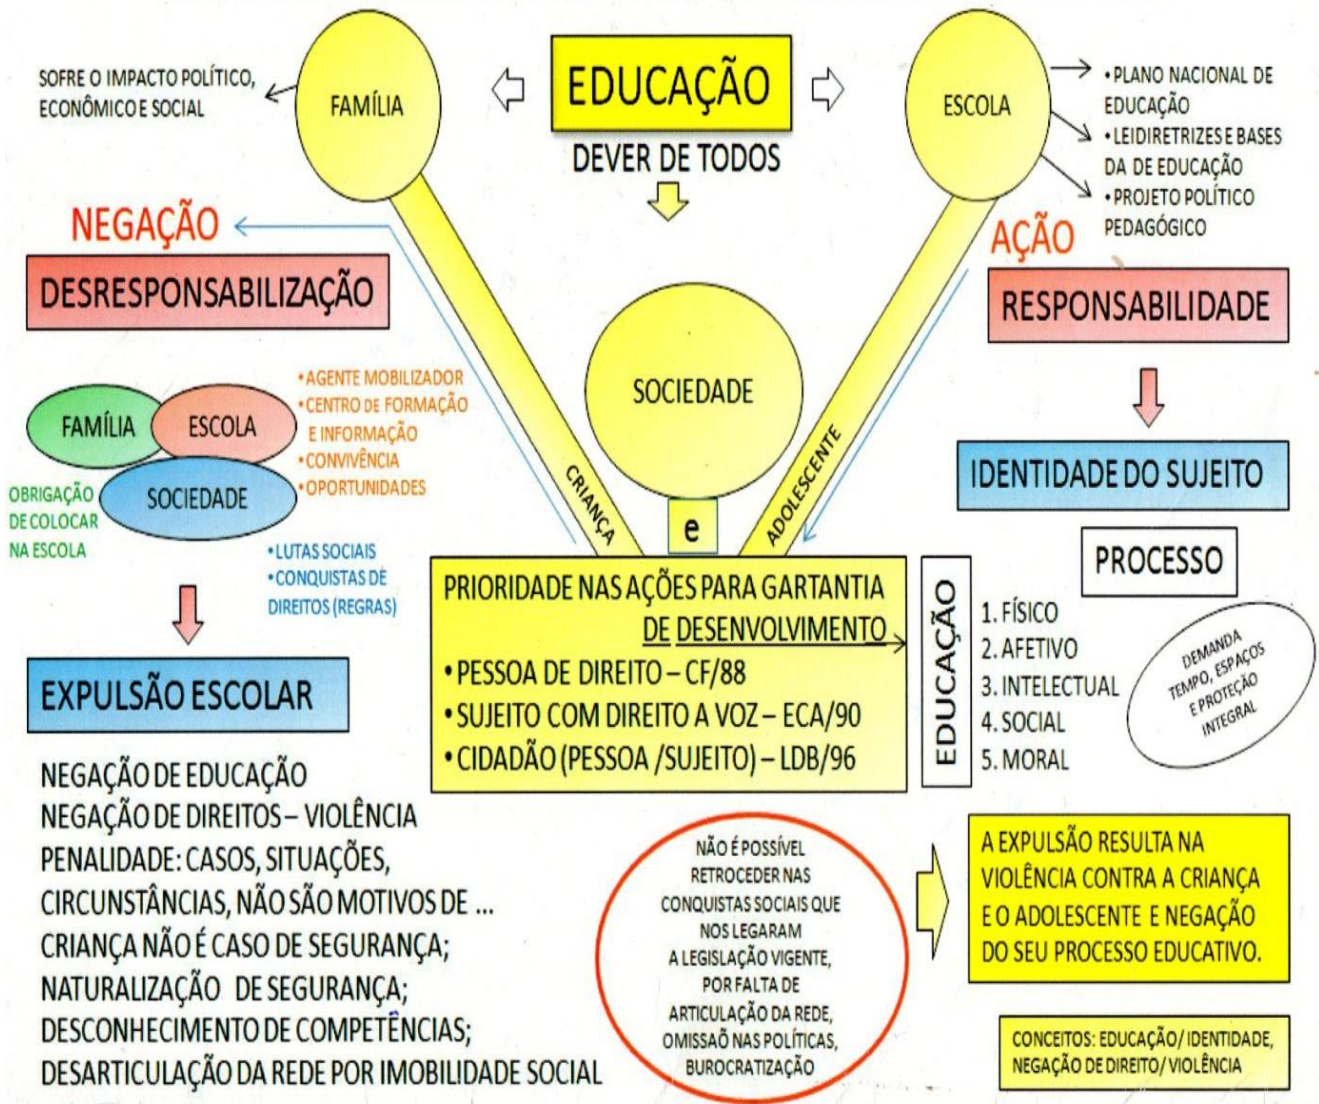 SOFRE O IMPACTO POLÍTICO,
ECONÔMICO E SOCIAL
FAMÍLIA
EDUCAÇÃO
DEVER DE TODOS
ESCOLA
• PLANO NACIONAL DE
EDUCAÇÃO
• LEIDIRETRIZES E BASES
DA DE EDUCAÇÃO
• PROJETO POLÍTICO
PEDAGÓGICO
NEGAÇÃO
DESRESPONSABILIZAÇÃO
AÇÃO
RESPONSABILIDADE
SOCIEDADE
e
CRIANÇA
ADOLESCENTE
FAMÍLIA
ESCOLA
SOCIEDADE
• AGENTE MOBILIZADOR
• CENTRO DE FORMAÇÃO
E INFORMAÇÃO
• CONVIVÊNCIA
• OPORTUNIDADES
OBRIGAÇÃO
DE COLOCAR
NA ESCOLA
• LUTAS SOCIAIS
• CONQUISTAS DE
DIREITOS (REGRAS)
IDENTIDADE DO SUJEITO
PROCESSO
PRIORIDADE NAS AÇÕES PARA GARTANTIA
DE DESENVOLVIMENTO
• PESSOA DE DIREITO – CF/88
• SUJEITO COM DIREITO A VOZ – ECA/90
• CIDADÃO (PESSOA /SUJEITO) – LDB/96
EDUCAÇÃO
1. FÍSICO
2. AFETIVO
3. INTELECTUAL
4. SOCIAL
5. MORAL
DEMANDA
TEMPO, ESPAÇOS
E PROTEÇÃO
INTEGRAL
EXPULSÃO ESCOLAR
NEGAÇÃO DE EDUCAÇÃO
NEGAÇÃO DE DIREITOS – VIOLÊNCIA
PENALIDADE: CASOS, SITUAÇÕES,
CIRCUNSTÂNCIAS, NÃO SÃO MOTIVOS DE ...
CRIANÇA NÃO É CASO DE SEGURANÇA;
NATURALIZAÇÃO DE SEGURANÇA;
DESCONHECIMENTO DE COMPETÊNCIAS;
DESARTICULAÇÃO DA REDE POR IMOBILIDADE SOCIAL
NÃO É POSSÍVEL
RETROCEDER NAS
CONQUISTAS SOCIAIS QUE
NOS LEGARAM
A LEGISLAÇÃO VIGENTE,
POR FALTA DE
ARTICULAÇÃO DA REDE,
OMISSAÕ NAS POLÍTICAS,
BUROCRATIZAÇÃO
A EXPULSÃO RESULTA NA
VIOLÊNCIA CONTRA A CRIANÇA
E O ADOLESCENTE E NEGAÇÃO
DO SEU PROCESSO EDUCATIVO.
CONCEITOS: EDUCAÇÃO/ IDENTIDADE,
NEGAÇÃO DE DIREITO/ VIOLÊNCIA